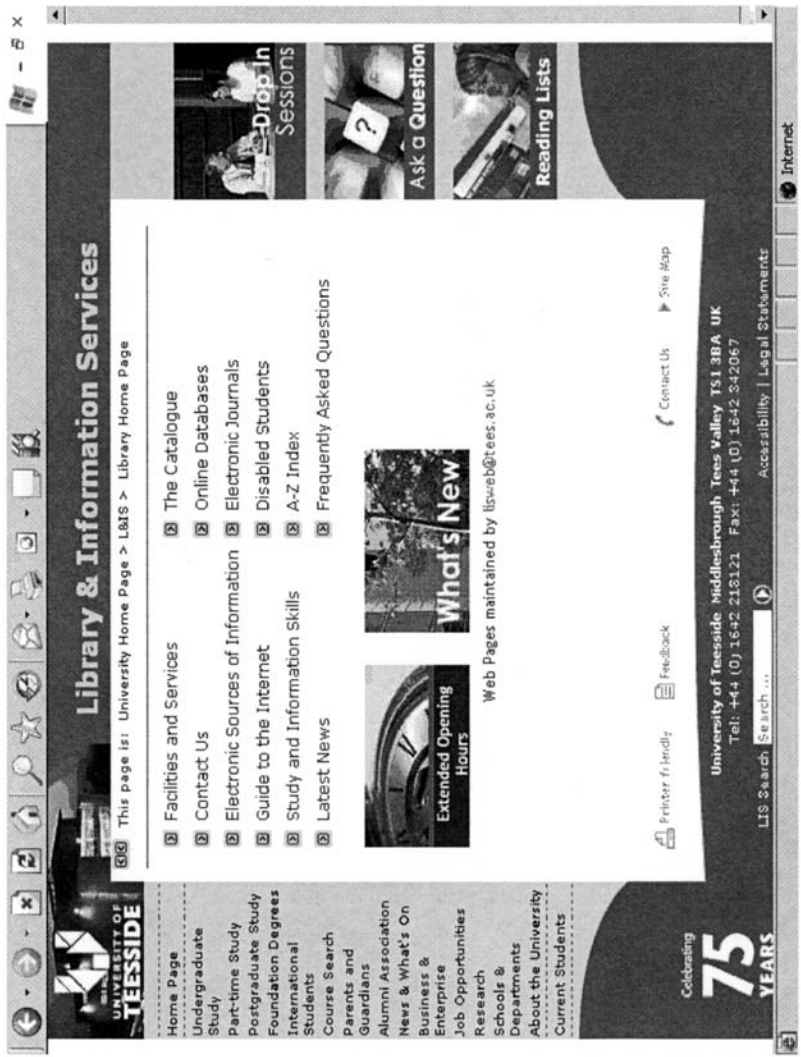 Library & Information Services
UNIVERSITY OF
TEESSIDE
This page is: University Home Page > L&IS > Library Home Page
Home Page
Undergraduate
Study
Part-time Study
Postgraduate Study
Foundation Degrees
International
Students
Course Search
Parents and
Guardians
Alumni Association
News & What's On
Business &
Enterprise
Job Opportunities
Research
Schools &
Departments
About the University
Current Students
Facilities and Services
Contact Us
Electronic Sources of Information
Guide to the Internet
Study and Information Skills
Latest News
The Catalogue
Online Databases
Electronic Journals
Disabled Students
A-Z Index
Frequently Asked Questions
Extended Opening
Hours
What's New
Web Pages maintained by lisweb@tees.ac.uk
Drop In
Sessions
?
Ask a Question
Reading Lists
Printer friendly Feedback Contact Us Site Map
Celebrating
75
YEARS
University of Teesside Middlesbrough Tees Valley TS1 3BA UK
Tel: +44 (0) 1642 218121 Fax: +44 (0) 1642 342067
LIS Search Search ... Accessibility | Legal Statements
Internet